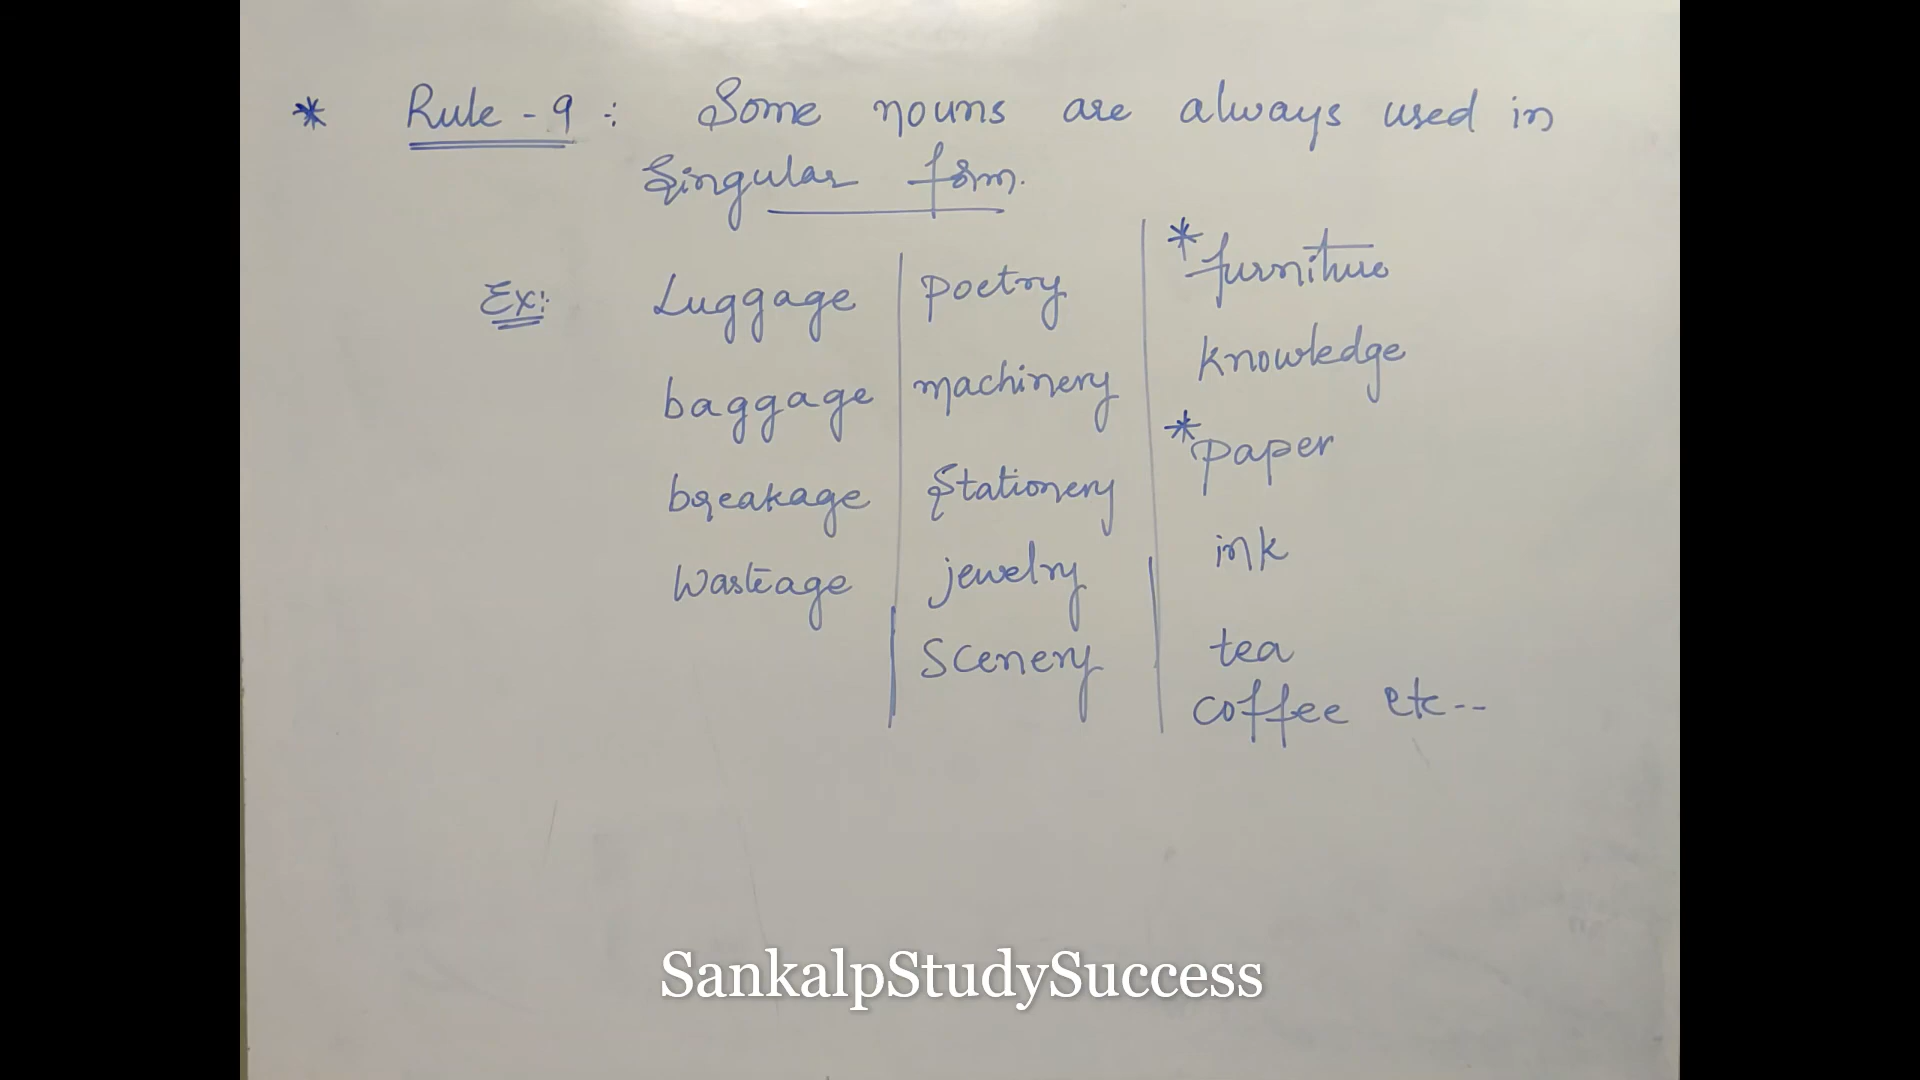 * Rule - 9 : Some nouns are always used in
Singular form.
Ex: Luggage
baggage
breakage
Wasteage
poetry
machinery
Stationery
jewelry
Scenery
* furniture
knowledge
* paper
ink
tea
coffee etc--
SankalpStudySuccess